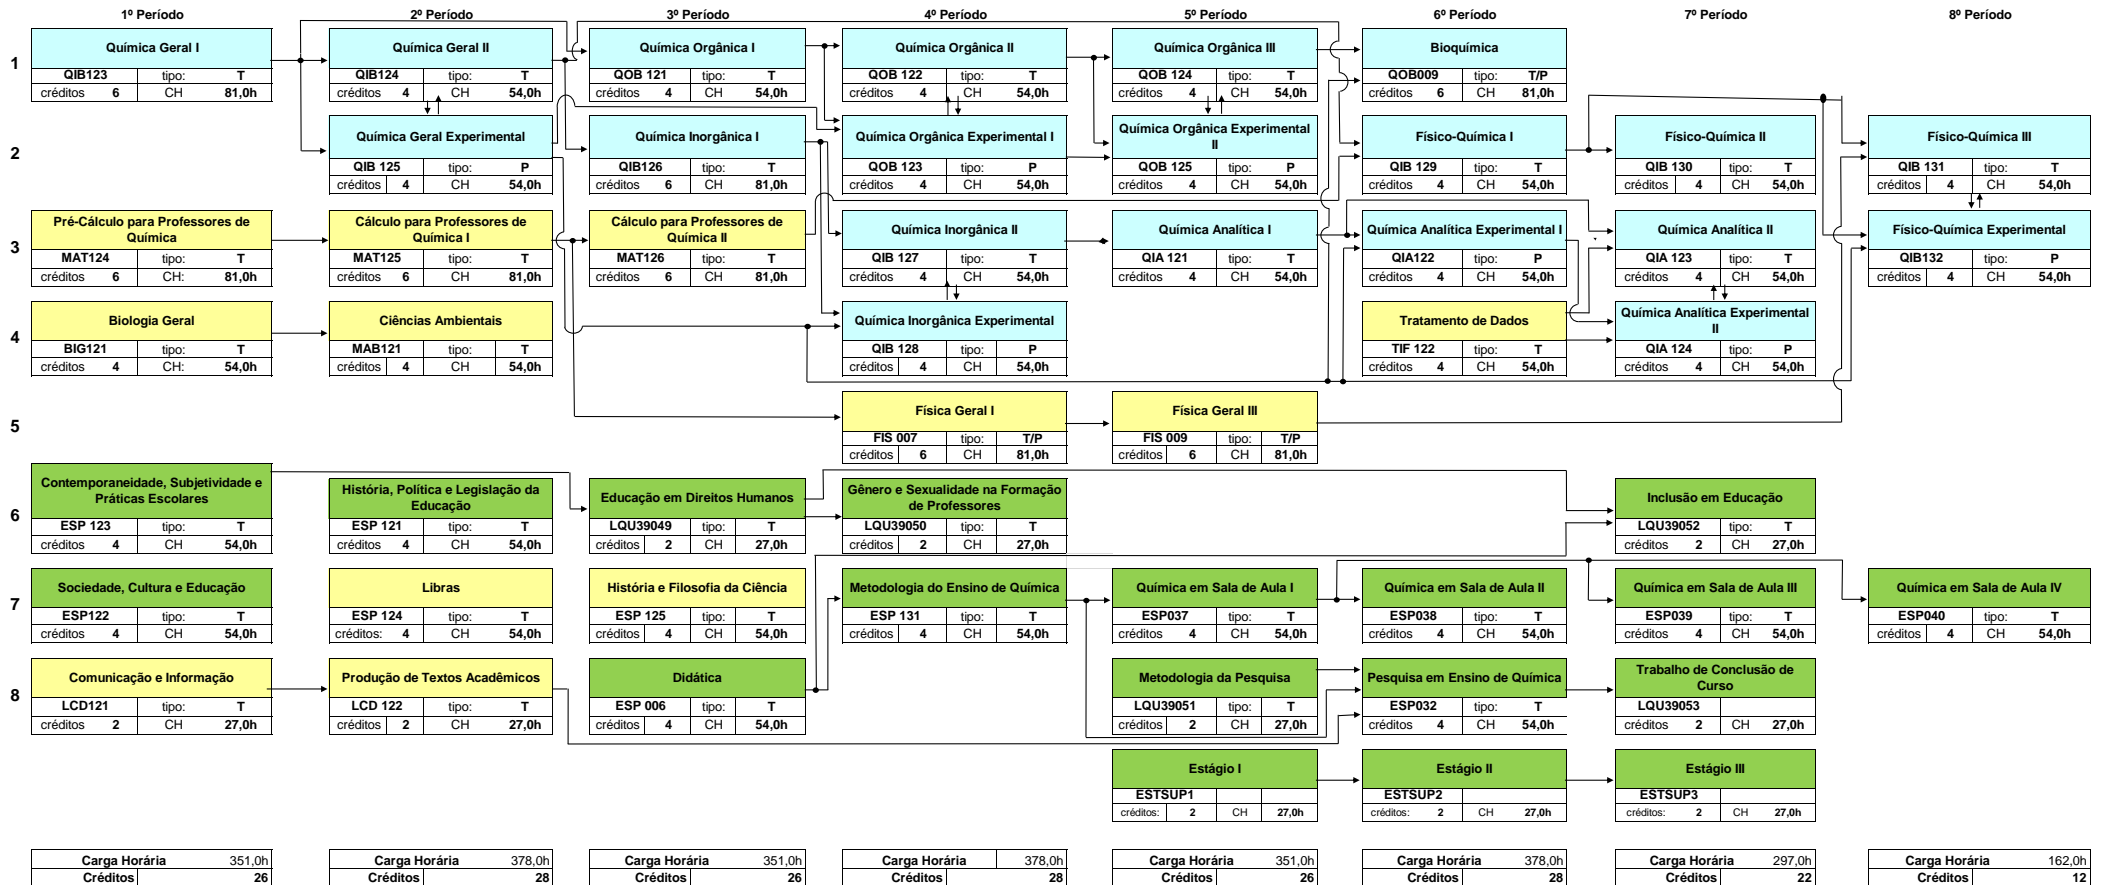 1º Período 2º Período 3º Período 4º Período 5º Período 6º Período 7º Período 8º Período
1
Química Geral I
QIB123 tipo: T
créditos 6 CH 81,0h
Química Geral II
QIB124 tipo: T
créditos 4 CH 54,0h
Química Orgânica I
QOB 121 tipo: T
créditos 4 CH 54,0h
Química Orgânica II
QOB 122 tipo: T
créditos 4 CH 54,0h
Química Orgânica III
QOB 124 tipo: T
créditos 4 CH 54,0h
Bioquímica
QOB009 tipo: T/P
créditos 6 CH 81,0h
2
Química Geral Experimental
QIB 125 tipo: P
créditos 4 CH 54,0h
Química Inorgânica I
QIB126 tipo: T
créditos 6 CH 81,0h
Química Orgânica Experimental I
QOB 123 tipo: P
créditos 4 CH 54,0h
Química Orgânica Experimental
II
QOB 125 tipo: P
créditos 4 CH 54,0h
Físico-Química I
QIB 129 tipo: T
créditos 4 CH 54,0h
Físico-Química II
QIB 130 tipo: T
créditos 4 CH 54,0h
Físico-Química III
QIB 131 tipo: T
créditos 4 CH 54,0h
3
Pré-Cálculo para Professores de
Química
MAT124 tipo: T
créditos 6 CH: 81,0h
Cálculo para Professores de
Química I
MAT125 tipo: T
créditos 6 CH 81,0h
Cálculo para Professores de
Química II
MAT126 tipo: T
créditos 6 CH 81,0h
Química Inorgânica II
QIB 127 tipo: T
créditos 4 CH 54,0h
Química Analítica I
QIA 121 tipo: T
créditos 4 CH 54,0h
Química Analítica Experimental I
QIA122 tipo: P
créditos 4 CH 54,0h
Química Analítica II
QIA 123 tipo: T
créditos 4 CH 54,0h
Físico-Química Experimental
QIB132 tipo: P
créditos 4 CH 54,0h
4
Biologia Geral
BIG121 tipo: T
créditos 4 CH: 54,0h
Ciências Ambientais
MAB121 tipo: T
créditos 4 CH 54,0h
Química Inorgânica Experimental
QIB 128 tipo: P
créditos 4 CH 54,0h
Tratamento de Dados
TIF 122 tipo: T
créditos 4 CH 54,0h
Química Analítica Experimental
II
QIA 124 tipo: P
créditos 4 CH 54,0h
5
Física Geral I
FIS 007 tipo: T/P
créditos 6 CH 81,0h
Física Geral III
FIS 009 tipo: T/P
créditos 6 CH 81,0h
6
Contemporaneidade, Subjetividade e
Práticas Escolares
ESP 123 tipo: T
créditos 4 CH 54,0h
História, Política e Legislação da
Educação
ESP 121 tipo: T
créditos 4 CH 54,0h
Educação em Direitos Humanos
LQU39049 tipo: T
créditos 2 CH 27,0h
Gênero e Sexualidade na Formação
de Professores
LQU39050 tipo: T
créditos 2 CH 27,0h
Inclusão em Educação
LQU39052 tipo: T
créditos 2 CH 27,0h
7
Sociedade, Cultura e Educação
ESP122 tipo: T
créditos 4 CH 54,0h
Libras
ESP 124 tipo: T
créditos: 4 CH 54,0h
História e Filosofia da Ciência
ESP 125 tipo: T
créditos 4 CH 54,0h
Metodologia do Ensino de Química
ESP 131 tipo: T
créditos 4 CH 54,0h
Química em Sala de Aula I
ESP037 tipo: T
créditos 4 CH 54,0h
Química em Sala de Aula II
ESP038 tipo: T
créditos 4 CH 54,0h
Química em Sala de Aula III
ESP039 tipo: T
créditos 4 CH 54,0h
Química em Sala de Aula IV
ESP040 tipo: T
créditos 4 CH 54,0h
8
Comunicação e Informação
LCD121 tipo: T
créditos 2 CH 27,0h
Produção de Textos Acadêmicos
LCD 122 tipo: T
créditos 2 CH 27,0h
Didática
ESP 006 tipo: T
créditos 4 CH 54,0h
Metodologia da Pesquisa
LQU39051 tipo: T
créditos 2 CH 27,0h
Pesquisa em Ensino de Química
ESP032 tipo: T
créditos 4 CH 54,0h
Trabalho de Conclusão de
Curso
LQU39053
créditos 2 CH 27,0h
Estágio I
ESTSUP1
créditos: 2 CH 27,0h
Estágio II
ESTSUP2
créditos: 2 CH 27,0h
Estágio III
ESTSUP3
créditos: 2 CH 27,0h
Carga Horária 351,0h Carga Horária 378,0h Carga Horária 351,0h Carga Horária 378,0h Carga Horária 351,0h Carga Horária 378,0h Carga Horária 297,0h Carga Horária 162,0h
Créditos 26 Créditos 28 Créditos 26 Créditos 28 Créditos 26 Créditos 28 Créditos 22 Créditos 12